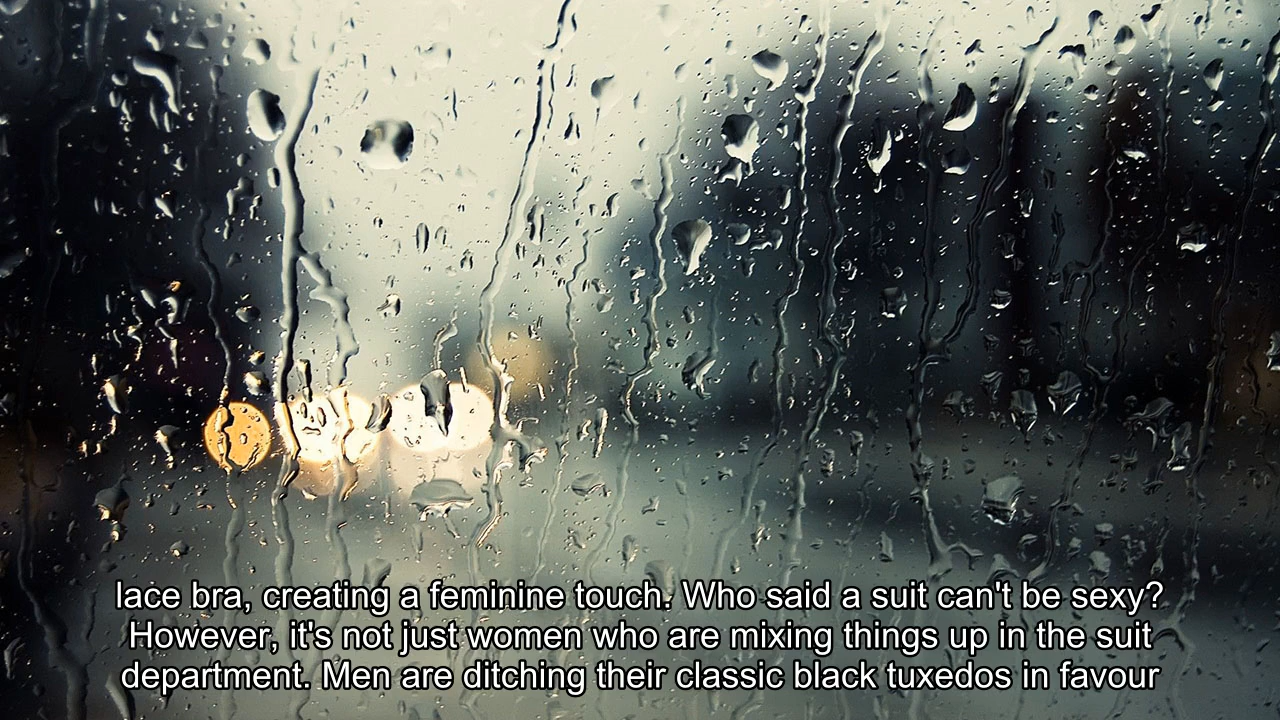 lace bra, creating a feminine touch. Who said a suit can't be sexy?
However, it's not just women who are mixing things up in the suit
department. Men are ditching their classic black tuxedos in favour